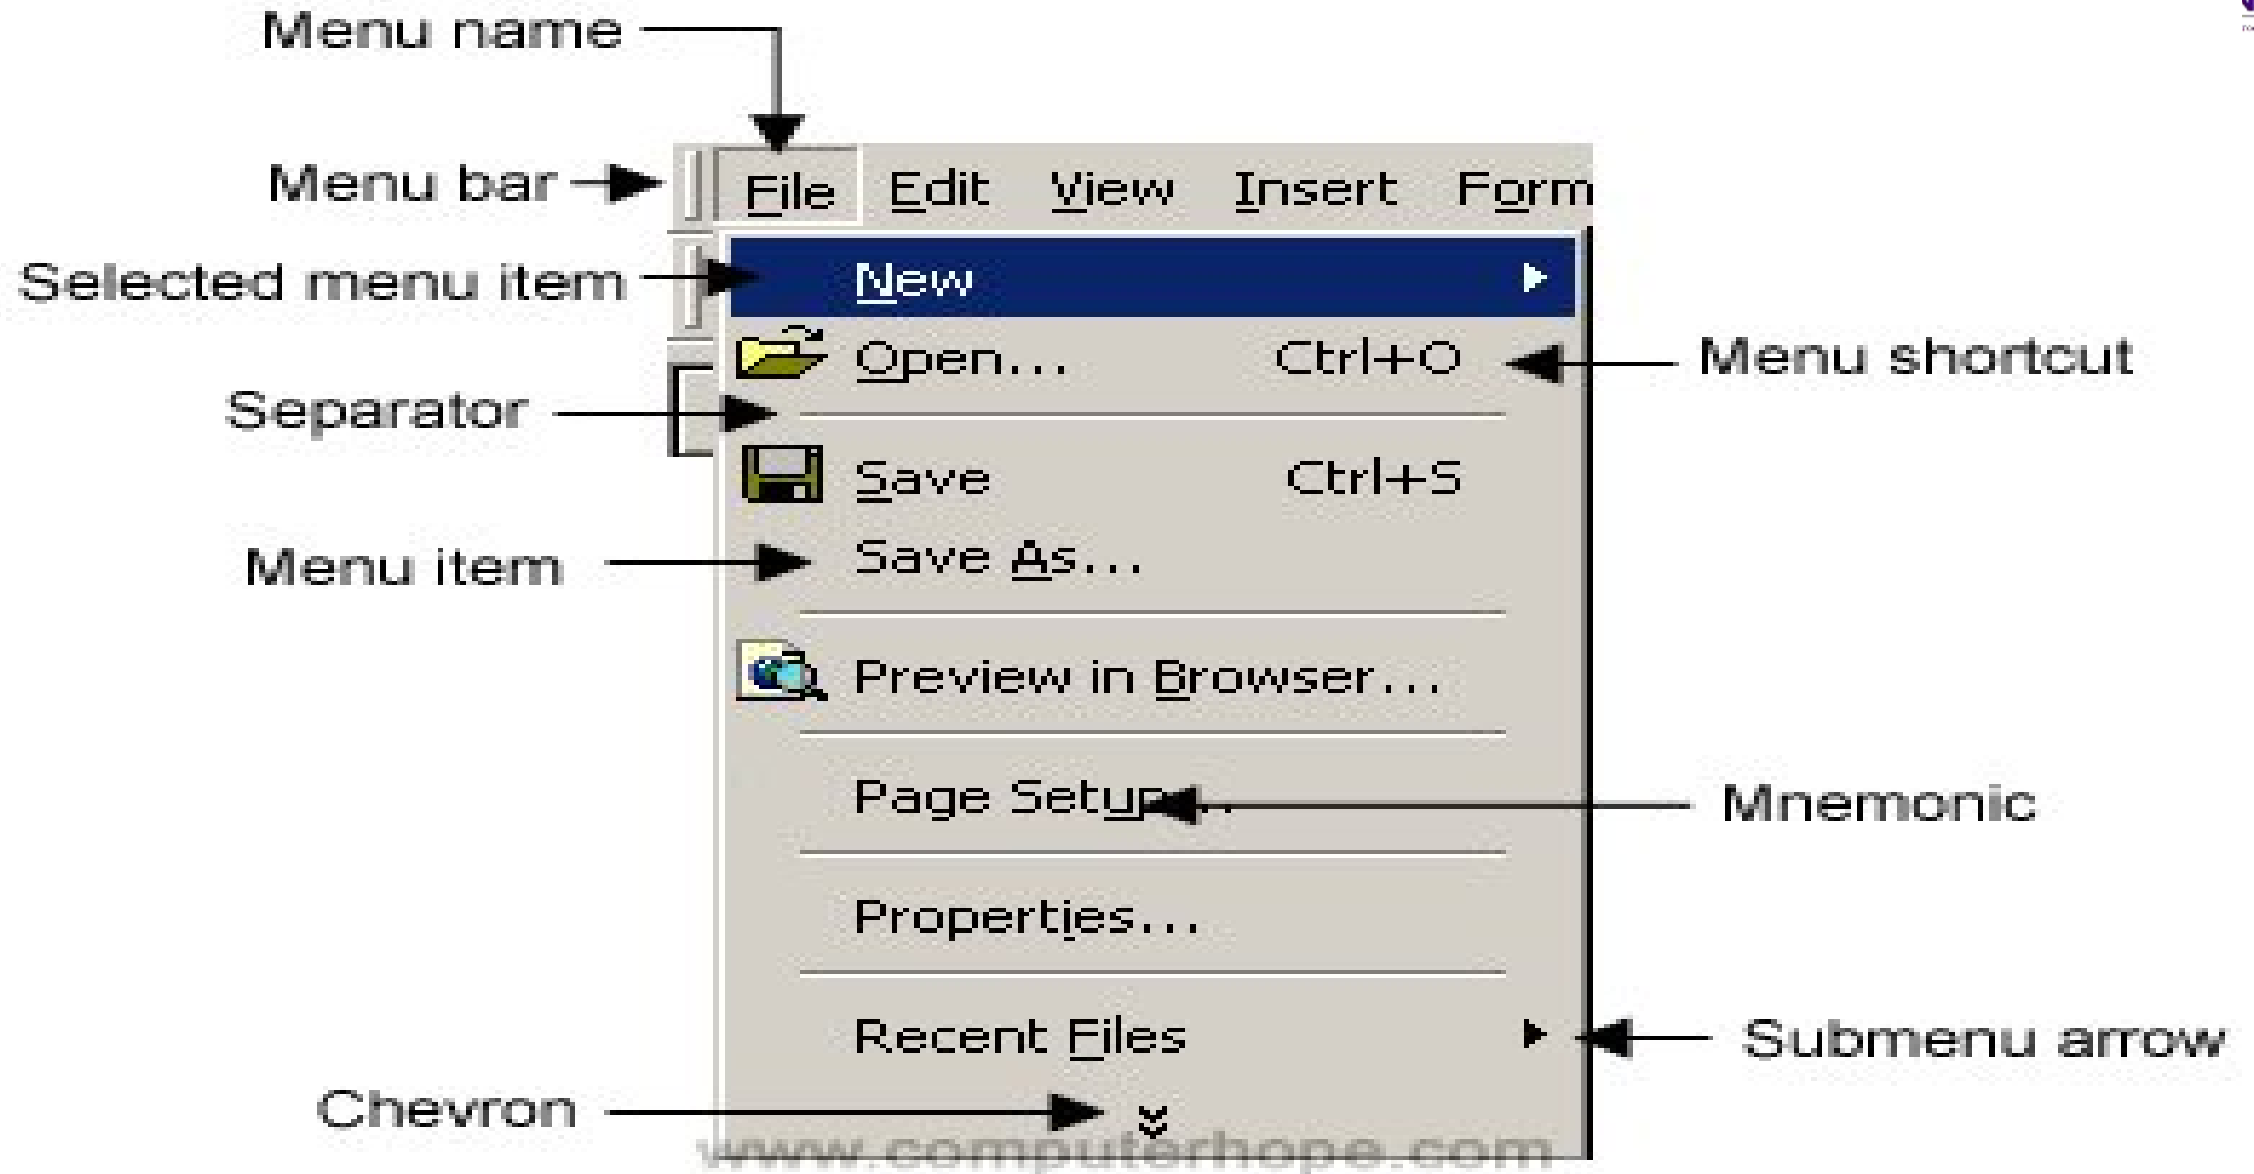 Menu name
Menu bar
File Edit View Insert Form
Selected menu item
New
Open... Ctrl+O
Menu shortcut
Separator
Save Ctrl+S
Menu item
Save As...
Preview in Browser...
Page Setup...
Mnemonic
Properties...
Recent Files
Submenu arrow
Chevron
www.computerhope.com